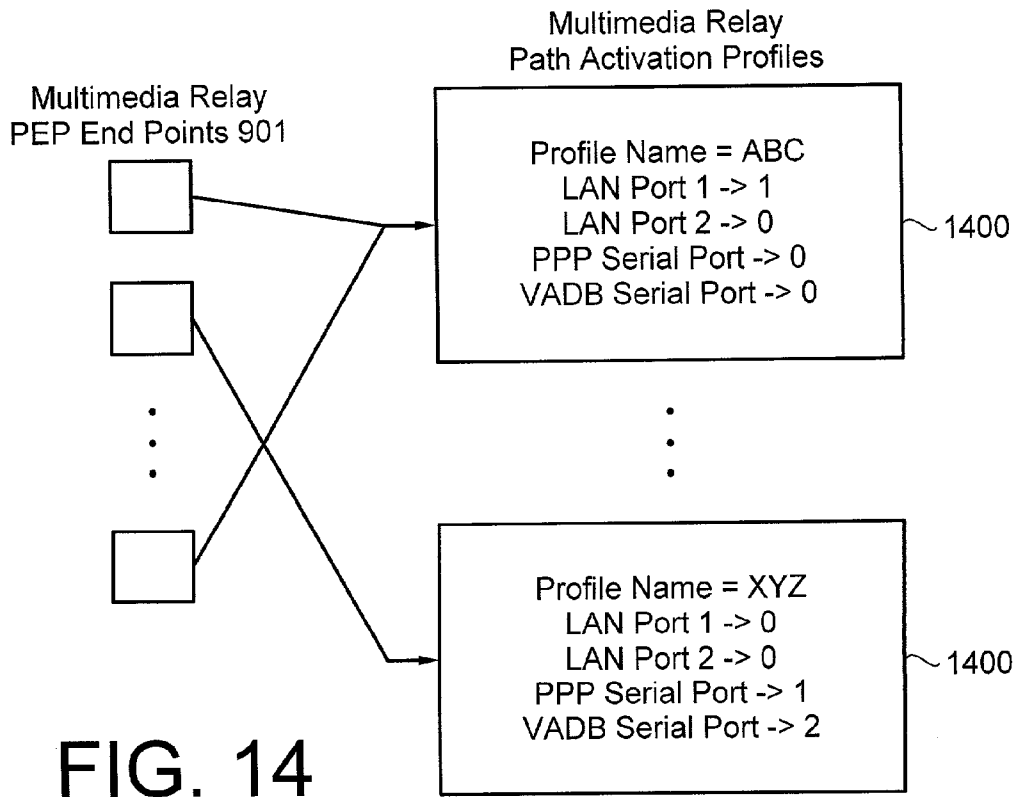 Multimedia Relay
Path Activation Profiles
Multimedia Relay
PEP End Points 901
Profile Name = ABC
LAN Port 1 -> 1
LAN Port 2 -> 0
PPP Serial Port -> 0
VADB Serial Port -> 0
1400
Profile Name = XYZ
LAN Port 1 -> 0
LAN Port 2 -> 0
PPP Serial Port -> 1
VADB Serial Port -> 2
1400
FIG. 14